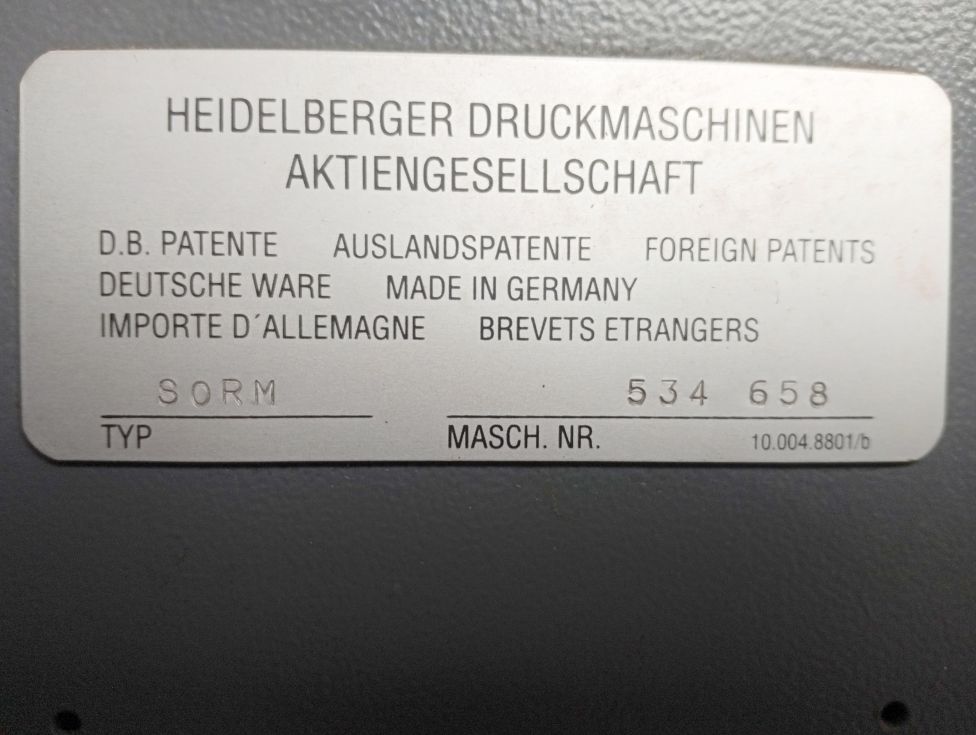 HEIDELBERGER DRUCKMASCHINEN
AKTIENGESELLSCHAFT
D.B. PATENTE AUSLANDSPATENTE FOREIGN PATENTS
DEUTSCHE WARE MADE IN GERMANY
IMPORTE D´ALLEMAGNE BREVETS ETRANGERS
SORM 534 658
TYP MASCH. NR. 10.004.8801/b